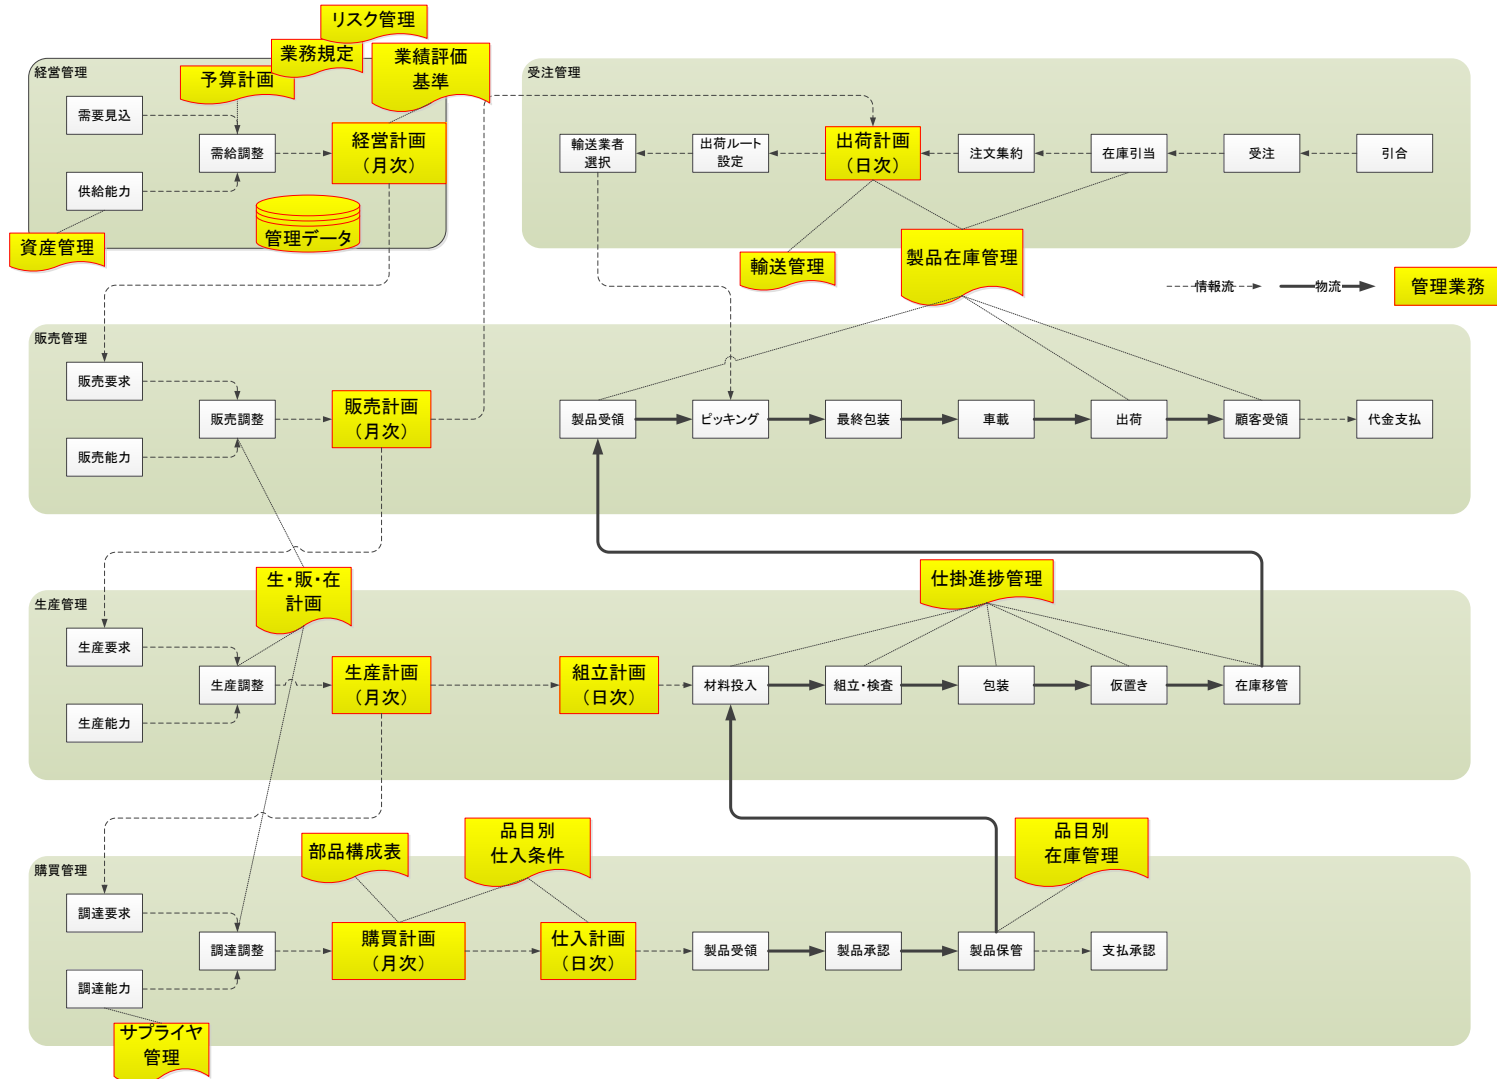 リスク管理
業務規定
業績評価
基準
経営管理
予算計画
需要見込
需給調整
経営計画
（月次）
供給能力
資産管理
管理データ
受注管理
輸送業者
選択
出荷ルート
設定
出荷計画
（日次）
注文集約
在庫引当
受注
引合
輸送管理
製品在庫管理
情報流
物流
管理業務
販売管理
販売要求
販売調整
販売計画
（月次）
販売能力
製品受領
ピッキング
最終包装
車載
出荷
顧客受領
代金支払
生・販・在
計画
仕掛進捗管理
生産管理
生産要求
生産調整
生産計画
（月次）
生産能力
組立計画
（日次）
材料投入
組立・検査
包装
仮置き
在庫移管
部品構成表
品目別
仕入条件
品目別
在庫管理
購買管理
調達要求
調達調整
購買計画
（月次）
仕入計画
（日次）
製品受領
製品承認
製品保管
支払承認
調達能力
サプライヤ
管理